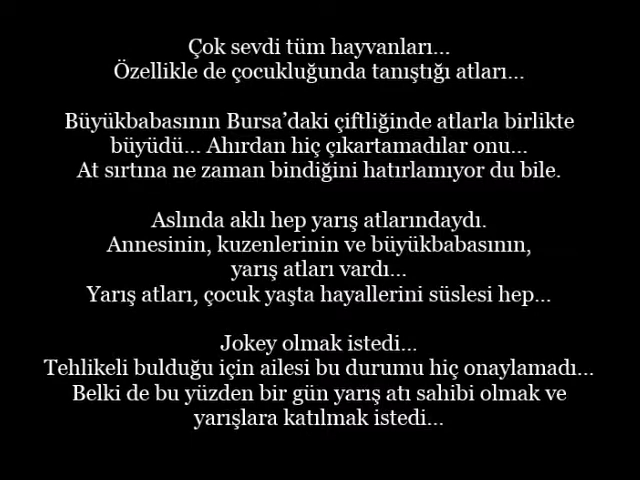 Çok sevdi tüm hayvanları...
Özellikle de çocukluğunda tanıştığı atları...
Büyükbabasının Bursa'daki çiftliğinde atlarla birlikte
büyüdü... Ahırdan hiç çıkartamadılar onu...
At sırtına ne zaman bindiğini hatırlamıyor du bile.
Aslında aklı hep yarış atlarındaydı.
Annesinin, kuzenlerinin ve büyükbabasının,
yarış atları vardı...
Yarış atları, çocuk yaşta hayallerini süslesi hep...
Jokey olmak istedi...
Tehlikeli bulduğu için ailesi bu durumu hiç onaylamadı...
Belki de bu yüzden bir gün yarış atı sahibi olmak ve
yarışlara katılmak istedi...